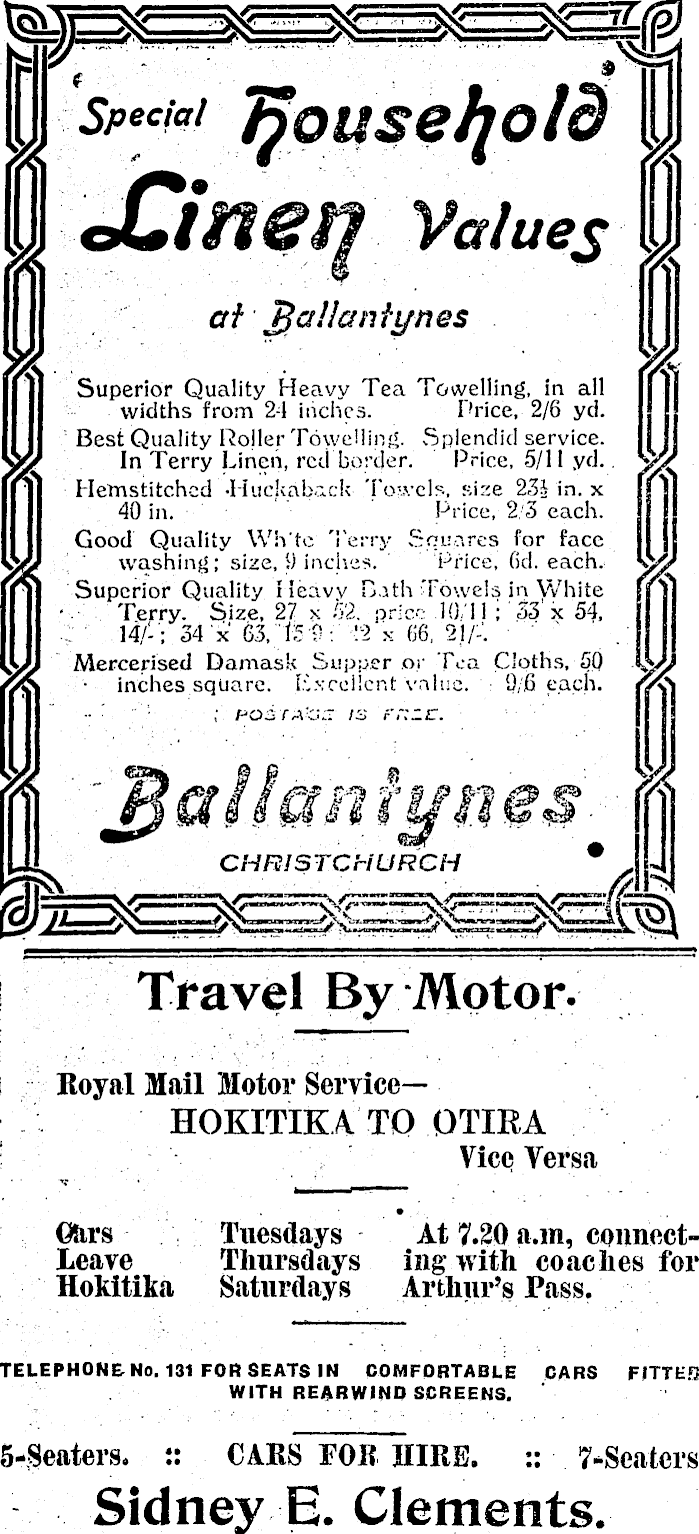 Special Household
Linen Values
at Ballantynes
Superior Quality Heavy Tea Towelling, in all
widths from 24 inches. Price, 2/6 yd.
Best Quality Roller Towelling. Splendid service.
In Terry Linen, red border. Price, 5/11 yd.
Hemstitched Huckaback Towels, size 23½ in. x
40 in. Price, 2/3 each.
Good Quality White Terry Squares for face
washing; size, 9 inches. Price, 6d. each.
Superior Quality Heavy Bath Towels in White
Terry. Size, 27 x 52, price 10/11; 33 x 54,
14/-; 34 x 63, 15/9; x 66, 21/-.
Mercerised Damask Supper or Tea Cloths, 50
inches square. Excellent value. 9/6 each.
POSTAGE IS FREE.
Ballantynes
CHRISTCHURCH
Travel By Motor.
Royal Mail Motor Service—
HOKITIKA TO OTIRA
Vice Versa
Cars Tuesdays At 7.20 a.m, connect-
Leave Thursdays ing with coaches for
Hokitika Saturdays Arthur's Pass.
TELEPHONE No. 131 FOR SEATS IN COMFORTABLE CARS FITTED
WITH REARWIND SCREENS.
5-Seaters. :: CARS FOR HIRE. :: 7-Seaters
Sidney E. Clements.